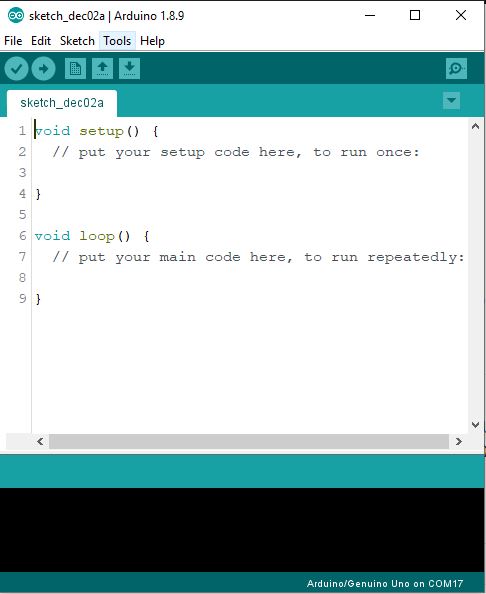 sketch_dec02a | Arduino 1.8.9
File Edit Sketch Tools Help
sketch_dec02a
1 void setup() {
2 // put your setup code here, to run once:
3
4 }
5
6 void loop() {
7 // put your main code here, to run repeatedly:
8
9 }
Arduino/Genuino Uno on COM17